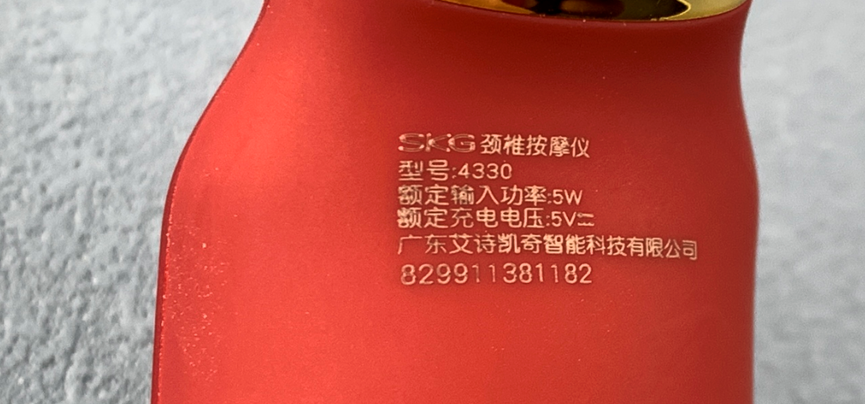 SKG 颈椎按摩仪
型号:4330
额定输入功率:5W
额定充电电压:5V⎓
广东艾诗凯奇智能科技有限公司
829911381182